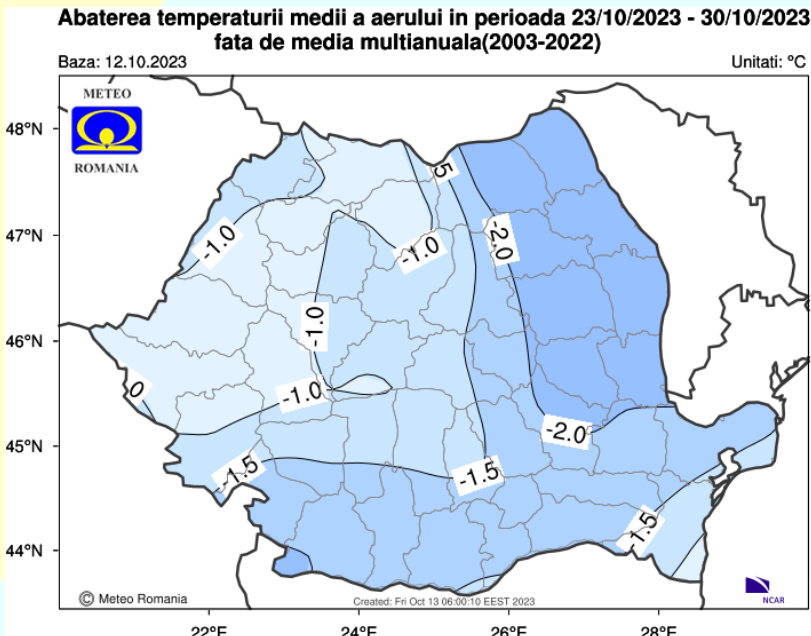 Abaterea temperaturii medii a aerului in perioada 23/10/2023 - 30/10/2023
fata de media multianuala(2003-2022)
Baza: 12.10.2023
Unitati: °C
METEO
ROMANIA
48°N
47°N
46°N
45°N
44°N
5
-1.0
-1.0
-2.0
-1.0
0
-1.0
-2.0
-1.5
-1.5
-1.5
© Meteo Romania
Created: Fri Oct 13 06:00:10 EEST 2023
NCAR
22°E
24°E
26°E
28°E